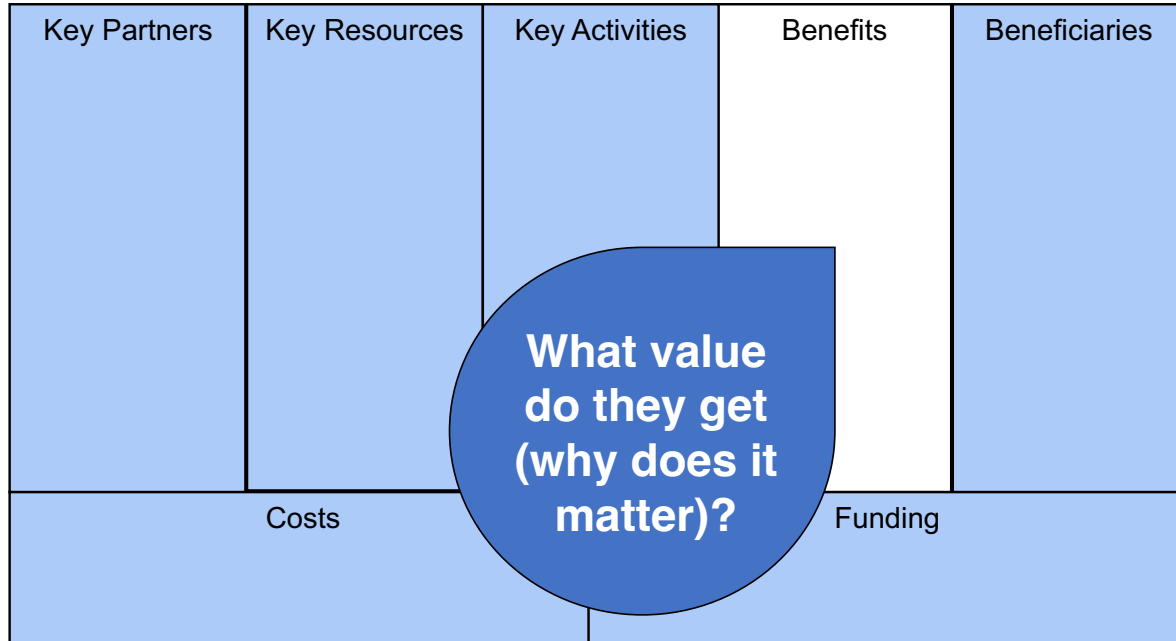 Key Partners
Key Resources
Key Activities
Benefits
Beneficiaries
What value
do they get
(why does it
matter)?
Costs
Funding